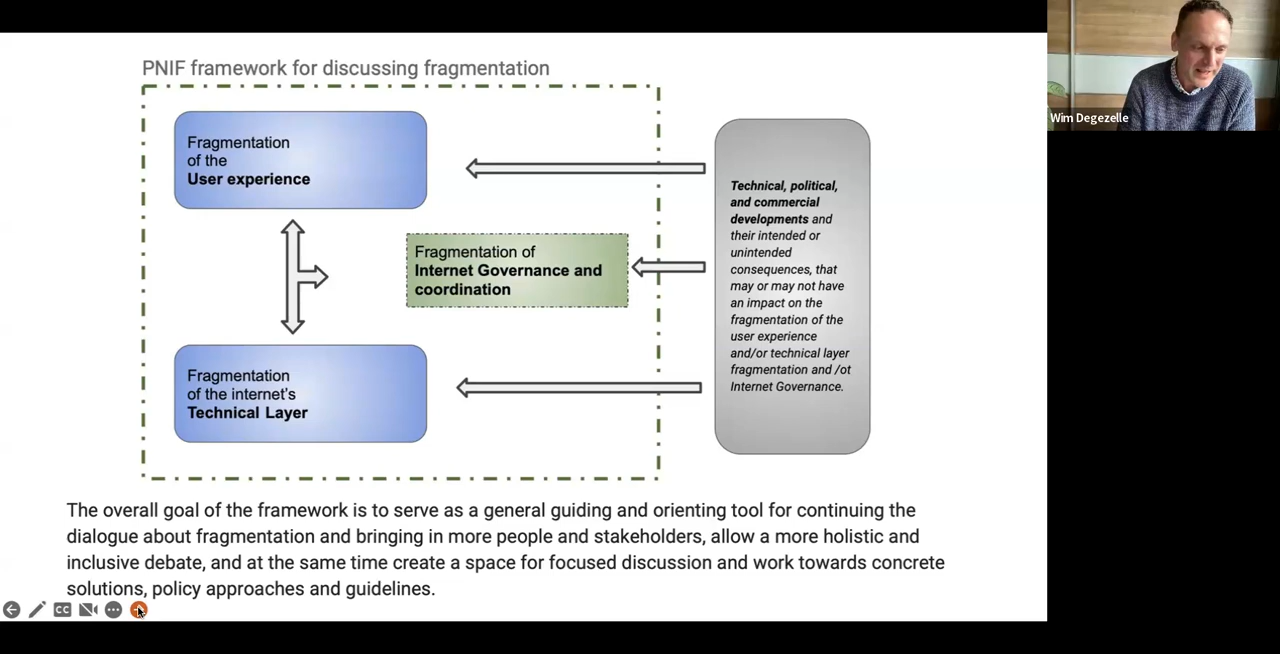 PNIF framework for discussing fragmentation
Fragmentation
of the
User experience
Fragmentation of
Internet Governance and
coordination
Fragmentation
of the internet's
Technical Layer
Technical, political,
and commercial
developments and
their intended or
unintended
consequences, that
may or may not have
an impact on the
fragmentation of the
user experience
and/or technical layer
fragmentation and /ot
Internet Governance.
The overall goal of the framework is to serve as a general guiding and orienting tool for continuing the
dialogue about fragmentation and bringing in more people and stakeholders, allow a more holistic and
inclusive debate, and at the same time create a space for focused discussion and work towards concrete
solutions, policy approaches and guidelines.
CC
Wim Degezelle